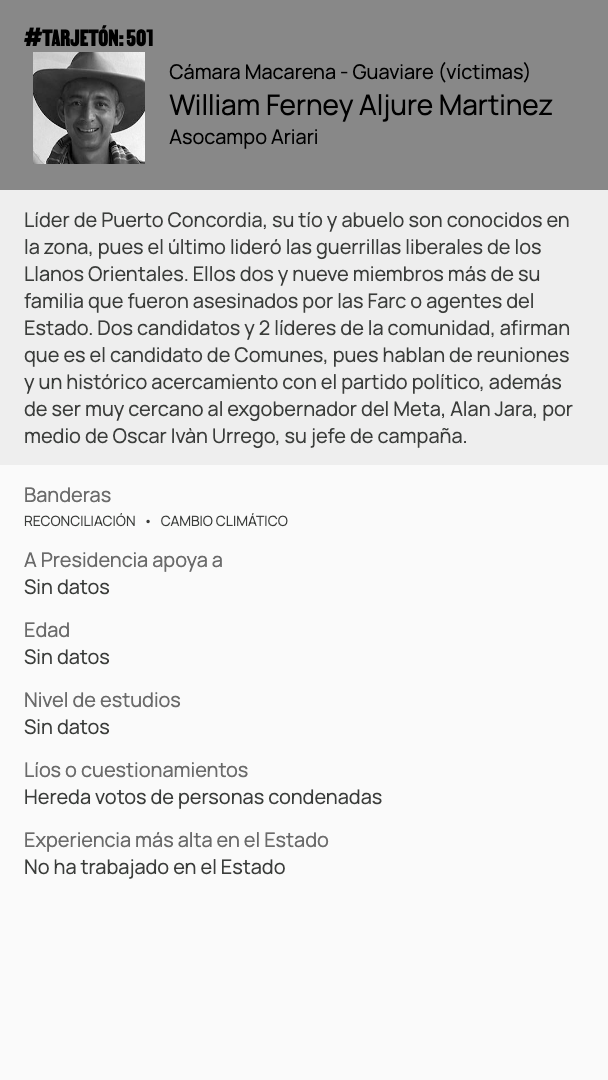 #TARJETÓN: 501
Cámara Macarena - Guaviare (víctimas)
William Ferney Aljure Martinez
Asocampo Ariari
Líder de Puerto Concordia, su tío y abuelo son conocidos en
la zona, pues el último lideró las guerrillas liberales de los
Llanos Orientales. Ellos dos y nueve miembros más de su
familia que fueron asesinados por las Farc o agentes del
Estado. Dos candidatos y 2 líderes de la comunidad, afirman
que es el candidato de Comunes, pues hablan de reuniones
y un histórico acercamiento con el partido político, además
de ser muy cercano al exgobernador del Meta, Alan Jara, por
medio de Oscar Ivàn Urrego, su jefe de campaña.
Banderas
RECONCILIACIÓN • CAMBIO CLIMÁTICO
A Presidencia apoya a
Sin datos
Edad
Sin datos
Nivel de estudios
Sin datos
Líos o cuestionamientos
Hereda votos de personas condenadas
Experiencia más alta en el Estado
No ha trabajado en el Estado